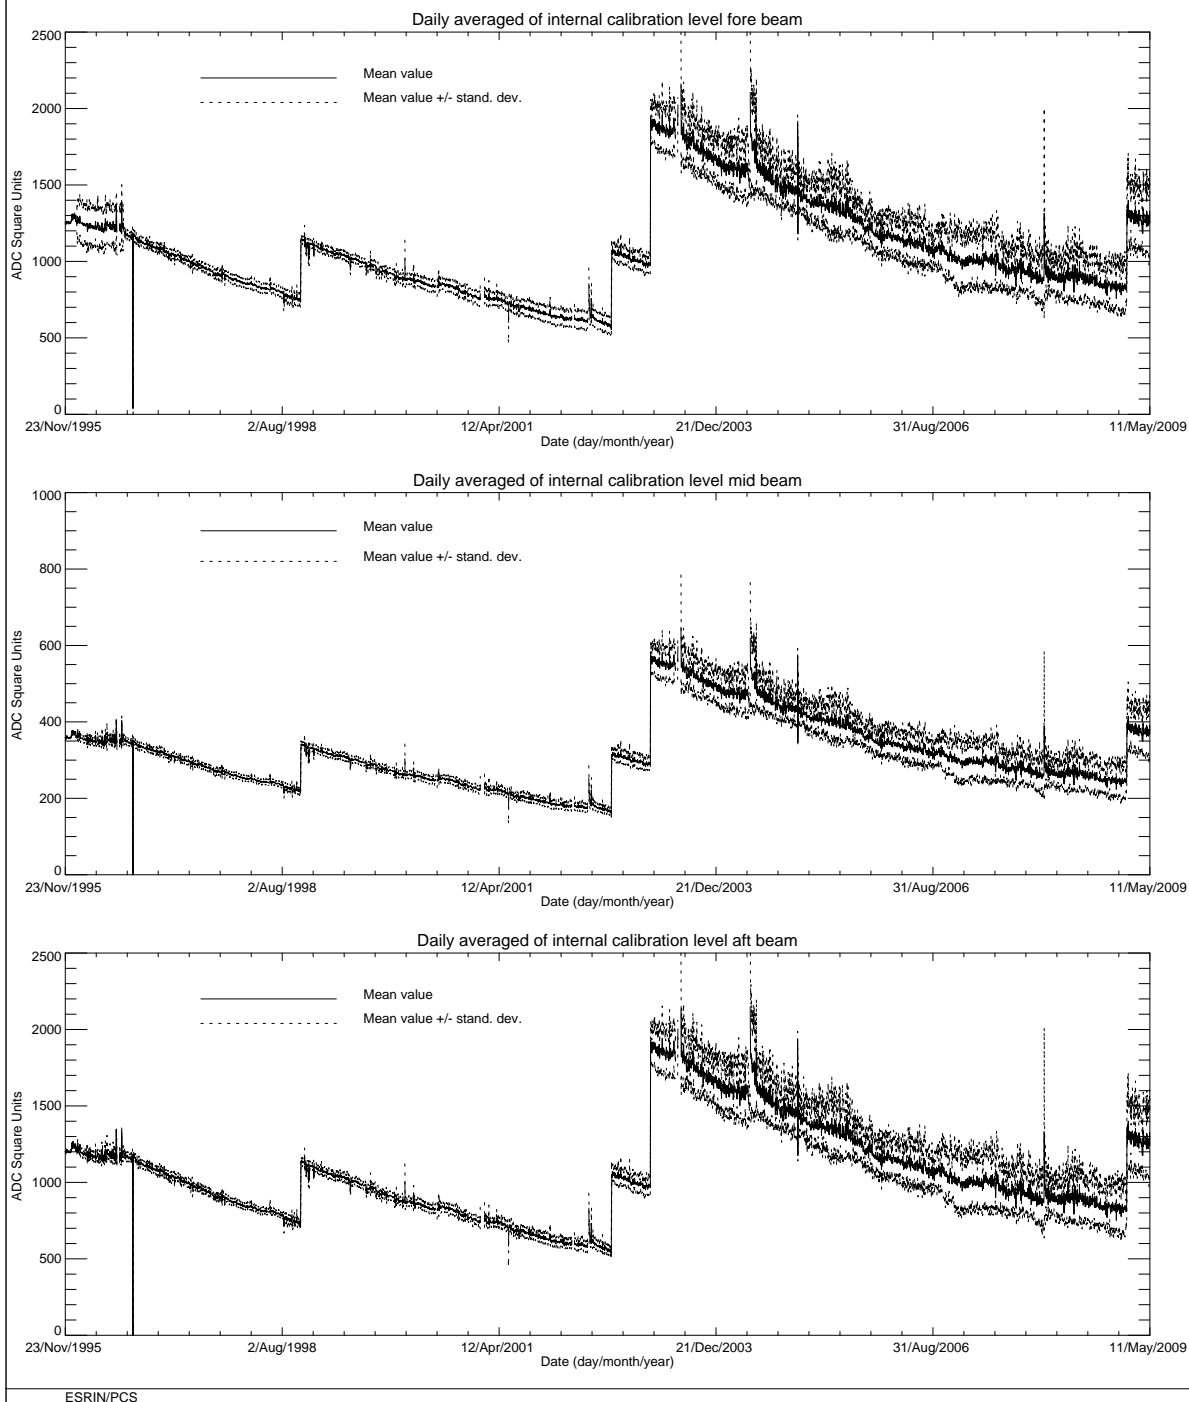 Daily averaged of internal calibration level fore beam
2500
2000
1500
1000
500
0
ADC Square Units
Mean value
Mean value +/- stand. dev.
23/Nov/1995
2/Aug/1998
12/Apr/2001
21/Dec/2003
31/Aug/2006
11/May/2009
Date (day/month/year)
Daily averaged of internal calibration level mid beam
1000
800
600
400
200
0
ADC Square Units
Mean value
Mean value +/- stand. dev.
23/Nov/1995
2/Aug/1998
12/Apr/2001
21/Dec/2003
31/Aug/2006
11/May/2009
Date (day/month/year)
Daily averaged of internal calibration level aft beam
2500
2000
1500
1000
500
0
ADC Square Units
Mean value
Mean value +/- stand. dev.
23/Nov/1995
2/Aug/1998
12/Apr/2001
21/Dec/2003
31/Aug/2006
11/May/2009
Date (day/month/year)
ESRIN/PCS